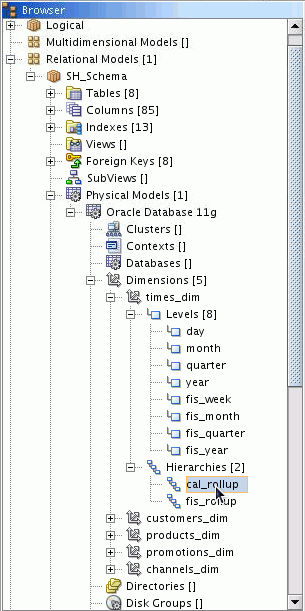 Browser
Logical
Multidimensional Models []
Relational Models [1]
SH_Schema
Tables [8]
Columns [85]
Indexes [13]
Views []
Foreign Keys [8]
SubViews []
Physical Models [1]
Oracle Database 11g
Clusters []
Contexts []
Databases []
Dimensions [5]
times_dim
Levels [8]
day
month
quarter
year
fis_week
fis_month
fis_quarter
fis_year
Hierarchies [2]
cal_rollup
fis_rollup
customers_dim
products_dim
promotions_dim
channels_dim
Directories []
Disk Groups []